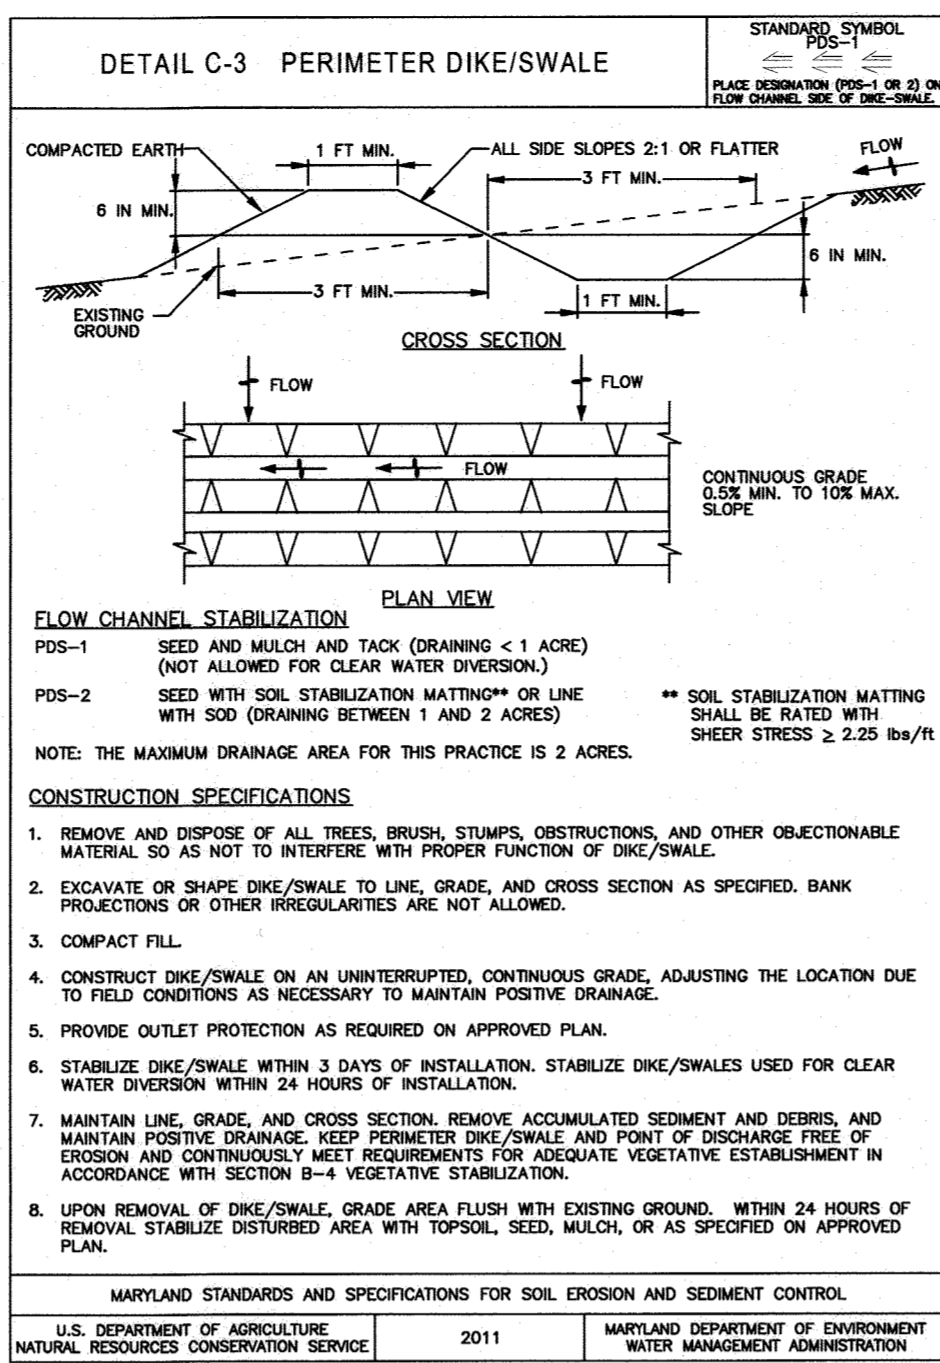 DETAIL C-3 PERIMETER DIKE/SWALE
STANDARD SYMBOL
PDS-1
PLACE DESIGNATION (PDS-1 OR 2) ON
FLOW CHANNEL SIDE OF DIKE-SWALE.
COMPACTED EARTH
1 FT MIN.
ALL SIDE SLOPES 2:1 OR FLATTER
FLOW
3 FT MIN.
6 IN MIN.
6 IN MIN.
3 FT MIN.
1 FT MIN.
EXISTING
GROUND
CROSS SECTION
FLOW
FLOW
FLOW
CONTINUOUS GRADE
0.5% MIN. TO 10% MAX.
SLOPE
PLAN VIEW
FLOW CHANNEL STABILIZATION
PDS-1 SEED AND MULCH AND TACK (DRAINING < 1 ACRE)
(NOT ALLOWED FOR CLEAR WATER DIVERSION.)
PDS-2 SEED WITH SOIL STABILIZATION MATTING** OR LINE
WITH SOD (DRAINING BETWEEN 1 AND 2 ACRES)
** SOIL STABILIZATION MATTING
SHALL BE RATED WITH
SHEER STRESS ≥ 2.25 lbs/ft
NOTE: THE MAXIMUM DRAINAGE AREA FOR THIS PRACTICE IS 2 ACRES.
CONSTRUCTION SPECIFICATIONS
1. REMOVE AND DISPOSE OF ALL TREES, BRUSH, STUMPS, OBSTRUCTIONS, AND OTHER OBJECTIONABLE
MATERIAL SO AS NOT TO INTERFERE WITH PROPER FUNCTION OF DIKE/SWALE.
2. EXCAVATE OR SHAPE DIKE/SWALE TO LINE, GRADE, AND CROSS SECTION AS SPECIFIED. BANK
PROJECTIONS OR OTHER IRREGULARITIES ARE NOT ALLOWED.
3. COMPACT FILL.
4. CONSTRUCT DIKE/SWALE ON AN UNINTERRUPTED, CONTINUOUS GRADE, ADJUSTING THE LOCATION DUE
TO FIELD CONDITIONS AS NECESSARY TO MAINTAIN POSITIVE DRAINAGE.
5. PROVIDE OUTLET PROTECTION AS REQUIRED ON APPROVED PLAN.
6. STABILIZE DIKE/SWALE WITHIN 3 DAYS OF INSTALLATION. STABILIZE DIKE/SWALES USED FOR CLEAR
WATER DIVERSION WITHIN 24 HOURS OF INSTALLATION.
7. MAINTAIN LINE, GRADE, AND CROSS SECTION. REMOVE ACCUMULATED SEDIMENT AND DEBRIS, AND
MAINTAIN POSITIVE DRAINAGE. KEEP PERIMETER DIKE/SWALE AND POINT OF DISCHARGE FREE OF
EROSION AND CONTINUOUSLY MEET REQUIREMENTS FOR ADEQUATE VEGETATIVE ESTABLISHMENT IN
ACCORDANCE WITH SECTION B-4 VEGETATIVE STABILIZATION.
8. UPON REMOVAL OF DIKE/SWALE, GRADE AREA FLUSH WITH EXISTING GROUND. WITHIN 24 HOURS OF
REMOVAL STABILIZE DISTURBED AREA WITH TOPSOIL, SEED, MULCH, OR AS SPECIFIED ON APPROVED
PLAN.
MARYLAND STANDARDS AND SPECIFICATIONS FOR SOIL EROSION AND SEDIMENT CONTROL
U.S. DEPARTMENT OF AGRICULTURE
NATURAL RESOURCES CONSERVATION SERVICE
2011
MARYLAND DEPARTMENT OF ENVIRONMENT
WATER MANAGEMENT ADMINISTRATION